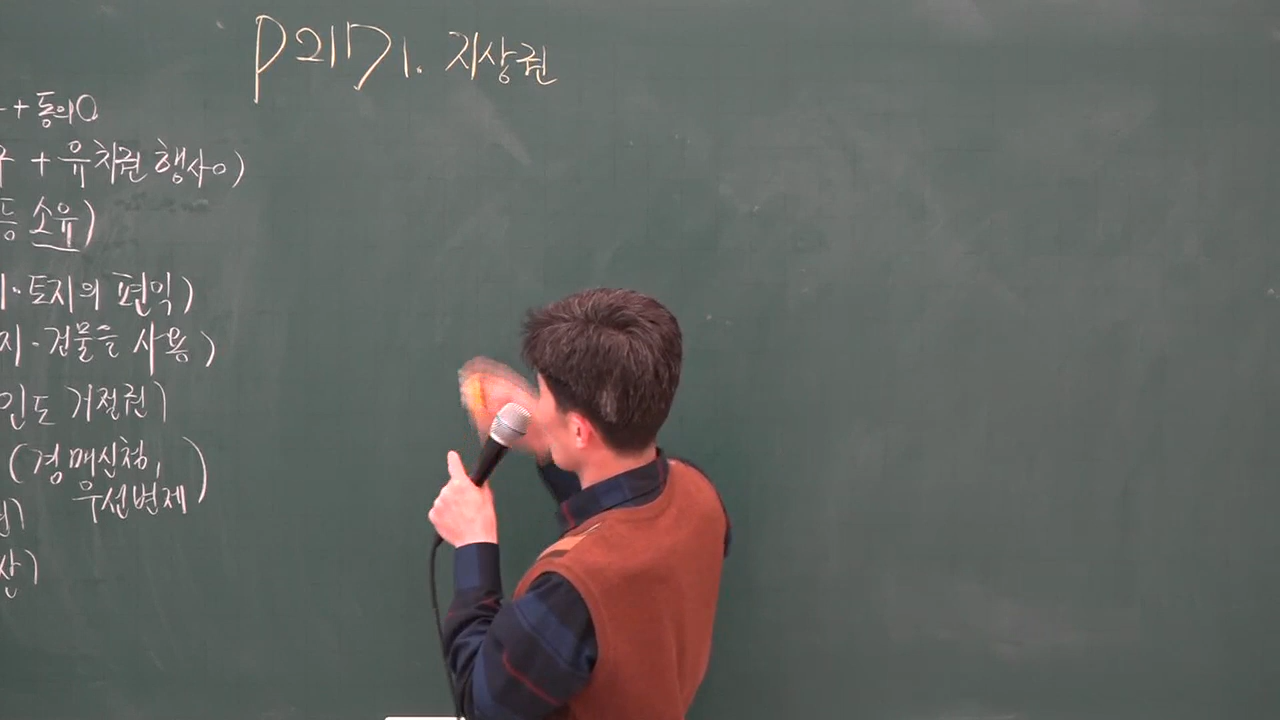 p217 1. 지상권
+ 동의O
+ 유치권 행사이)
등 소유)
·토지의 편익)
지·건물을 사용)
인도 거절권)
(경매신청,
우선변제)
산)